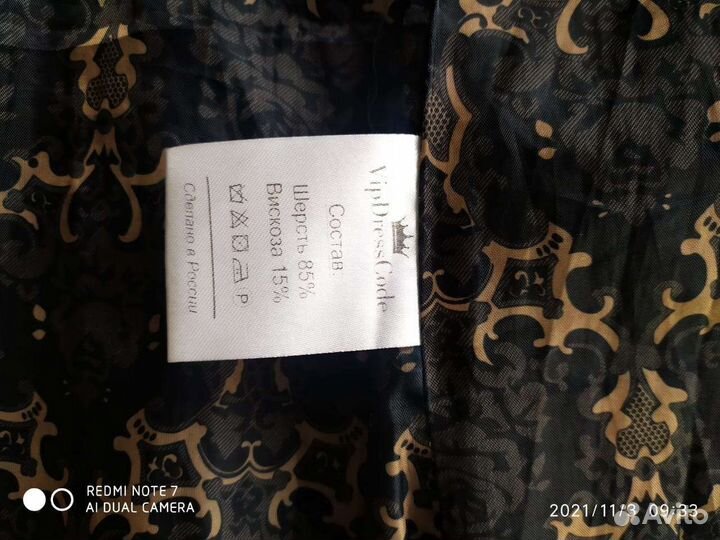 VipDressCode
Состав:
Шерсть 85%
Вискоза 15%
P
Сделано в России
REDMI NOTE 7
AI DUAL CAMERA
2021/11/3 09:33
Avito